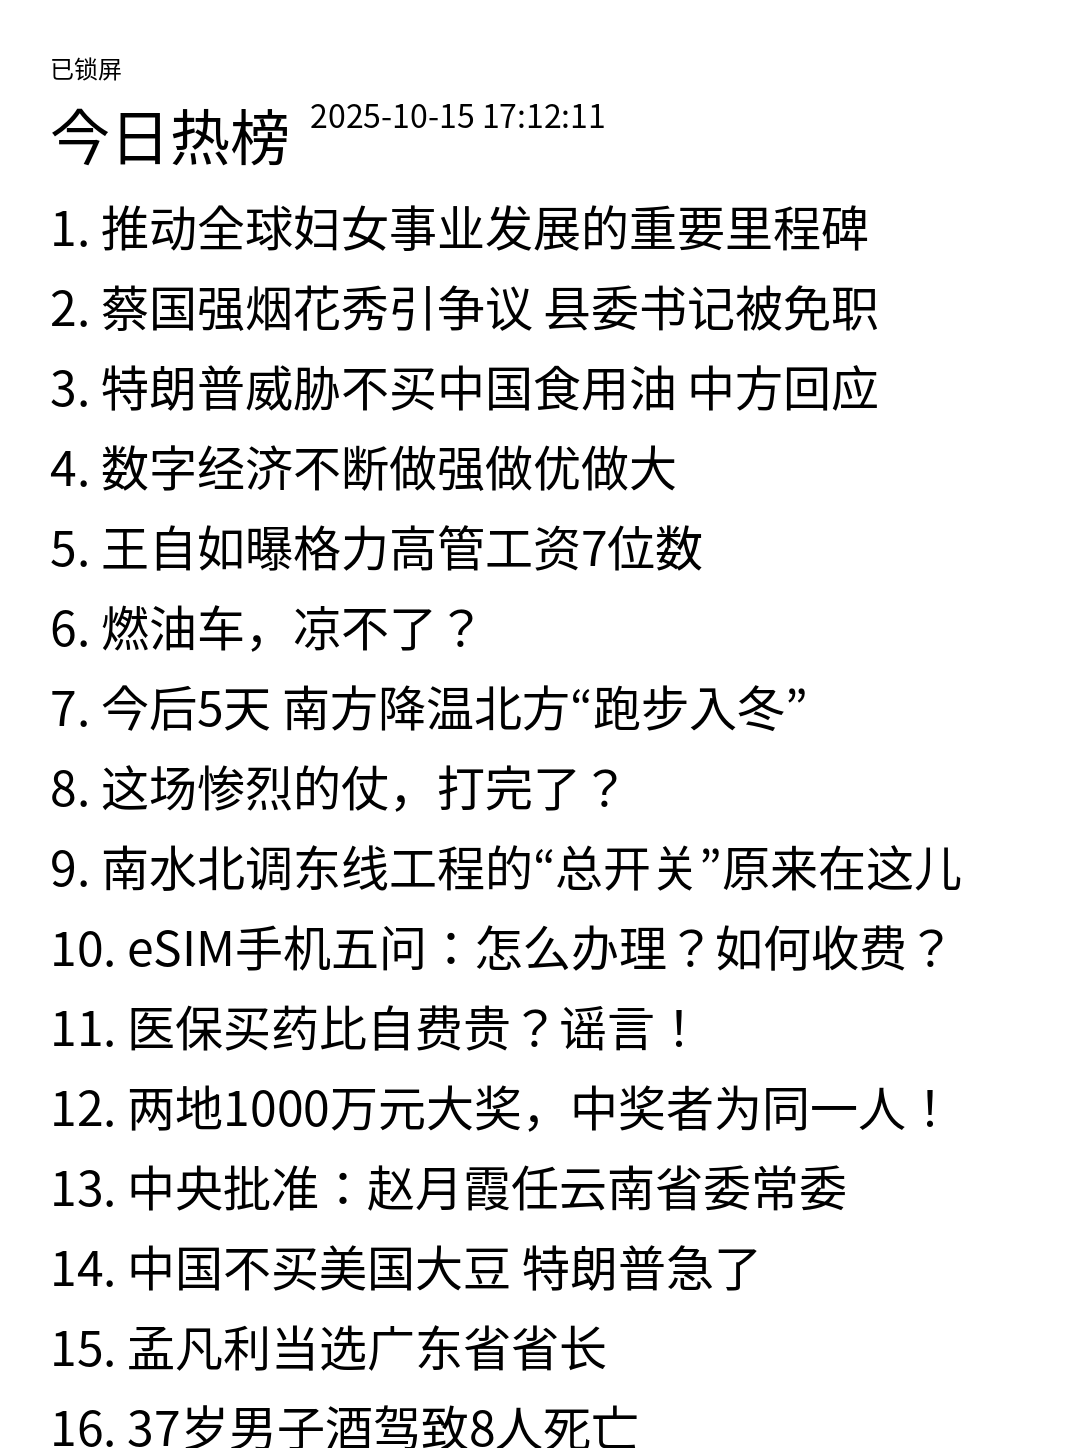 已锁屏
今日热榜 2025-10-15 17:12:11
1. 推动全球妇女事业发展的重要里程碑
2. 蔡国强烟花秀引争议 县委书记被免职
3. 特朗普威胁不买中国食用油 中方回应
4. 数字经济不断做强做优做大
5. 王自如曝格力高管工资7位数
6. 燃油车，凉不了？
7. 今后5天 南方降温北方“跑步入冬”
8. 这场惨烈的仗，打完了？
9. 南水北调东线工程的“总开关”原来在这儿
10. eSIM手机五问：怎么办理？如何收费？
11. 医保买药比自费贵？谣言！
12. 两地1000万元大奖，中奖者为同一人！
13. 中央批准：赵月霞任云南省委常委
14. 中国不买美国大豆 特朗普急了
15. 孟凡利当选广东省省长
16. 37岁男子酒驾致8人死亡